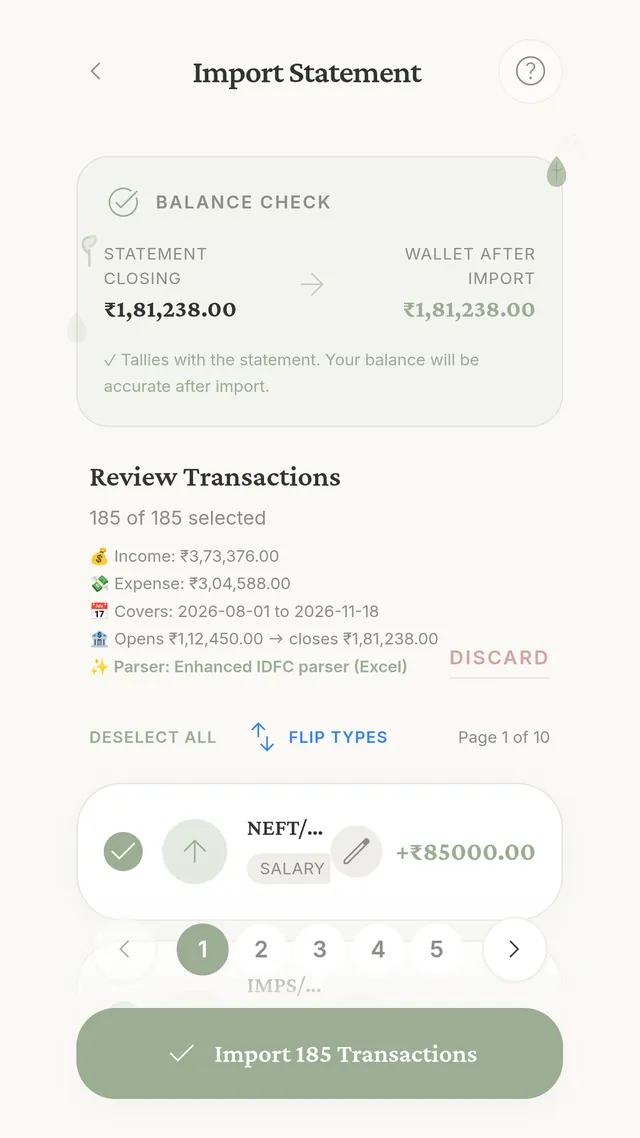 Import Statement
BALANCE CHECK
STATEMENT CLOSING
₹1,81,238.00
WALLET AFTER IMPORT
₹1,81,238.00
✓ Tallies with the statement. Your balance will be
accurate after import.
Review Transactions
185 of 185 selected
💰 Income: ₹3,73,376.00
💸 Expense: ₹3,04,588.00
📅 Covers: 2026-08-01 to 2026-11-18
🏦 Opens ₹1,12,450.00 → closes ₹1,81,238.00
✨ Parser: Enhanced IDFC parser (Excel)
DISCARD
DESELECT ALL
FLIP TYPES
Page 1 of 10
NEFT/...
SALARY
+₹85000.00
1 2 3 4 5
IMPS/...
Import 185 Transactions